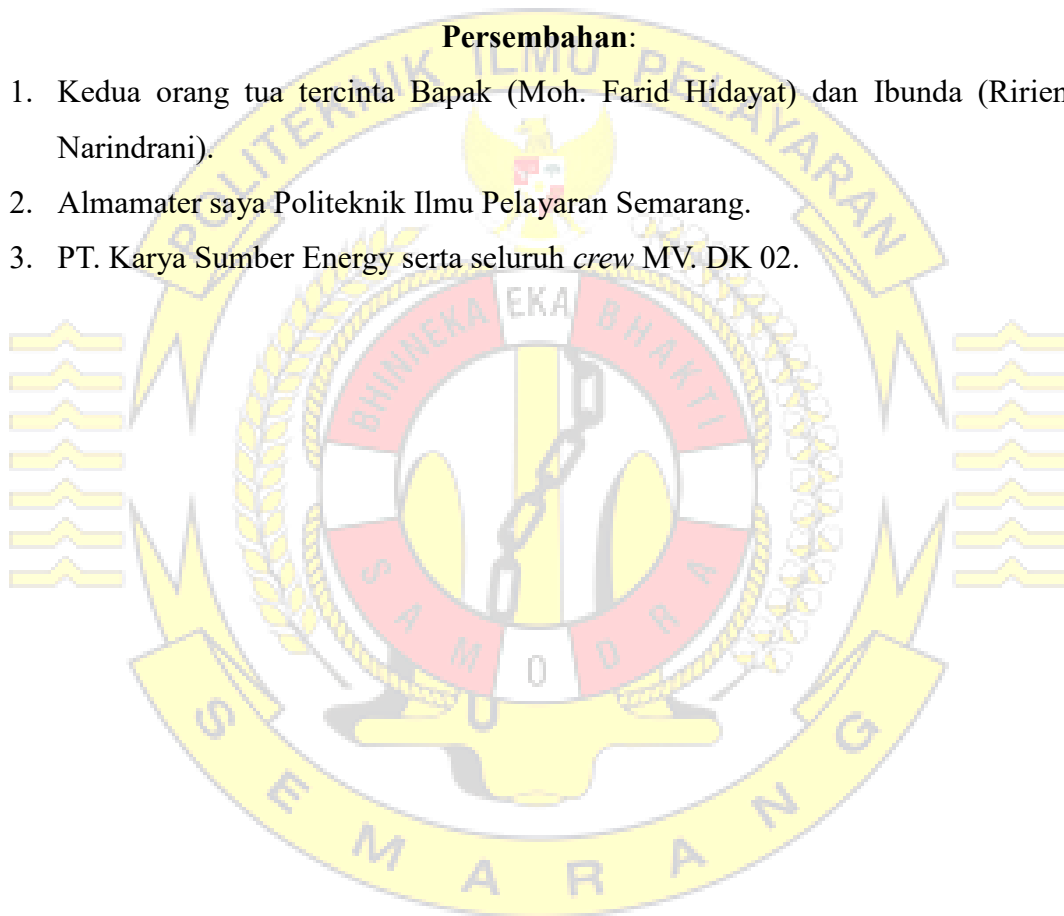 Persembahan:
1. Kedua orang tua tercinta Bapak (Moh. Farid Hidayat) dan Ibunda (Ririen
Narindrani).
2. Almamater saya Politeknik Ilmu Pelayaran Semarang.
3. PT. Karya Sumber Energy serta seluruh crew MV. DK 02.
POLITEKNIK ILMU PELAYARAN
BHINNEKA EKA BHAKTI
SAMODRA
SEMARANG